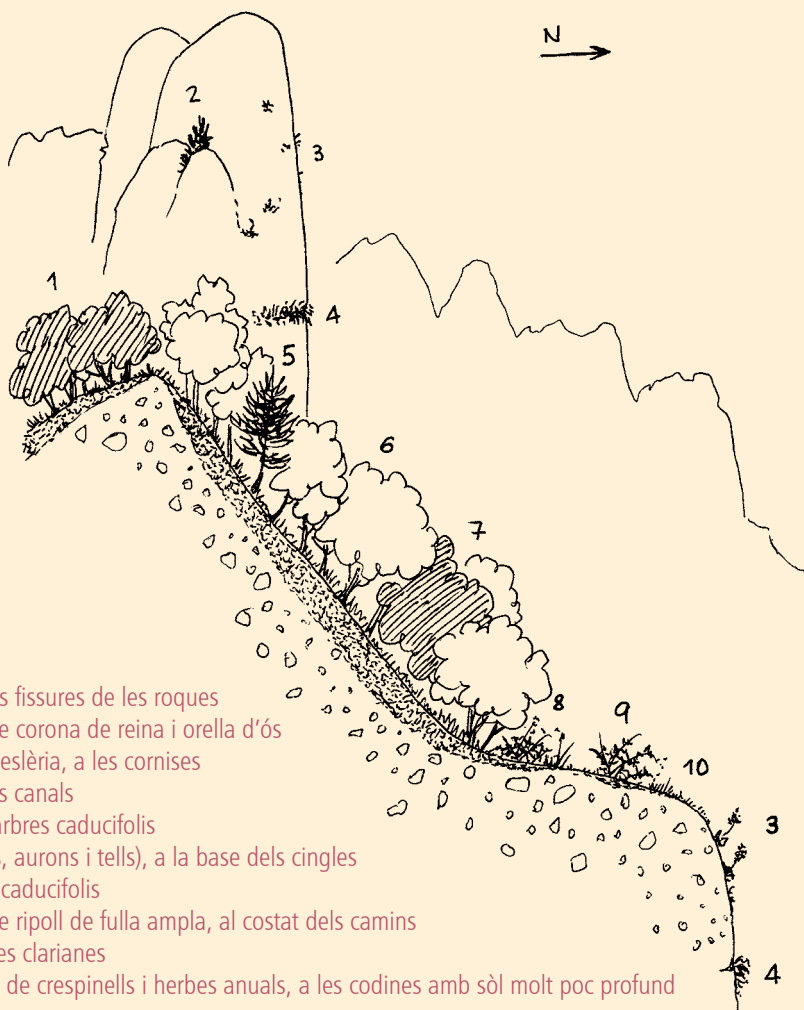 N
2
3
1
4
5
6
7
8
9
10
3
4
s fissures de les roques
e corona de reina i orella d'ós
eslèria, a les cornises
s canals
arbres caducifolis
s, aurons i tells), a la base dels cingles
caducifolis
e ripoll de fulla ampla, al costat dels camins
es clarianes
de crespinells i herbes anuals, a les codines amb sòl molt poc profund